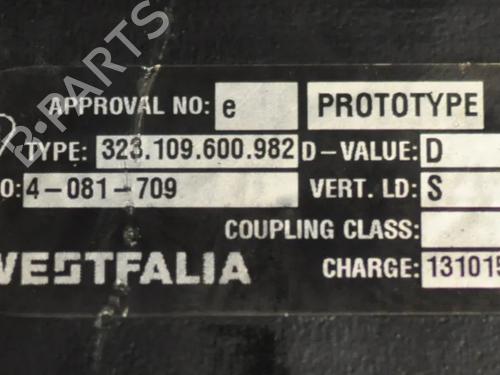 B-PARTS
APPROVAL NO: e PROTOTYPE
TYPE: 323.109.600.982 D-VALUE: D
O: 4-081-709 VERT. LD: S
COUPLING CLASS:
WESTFALIA CHARGE: 131015